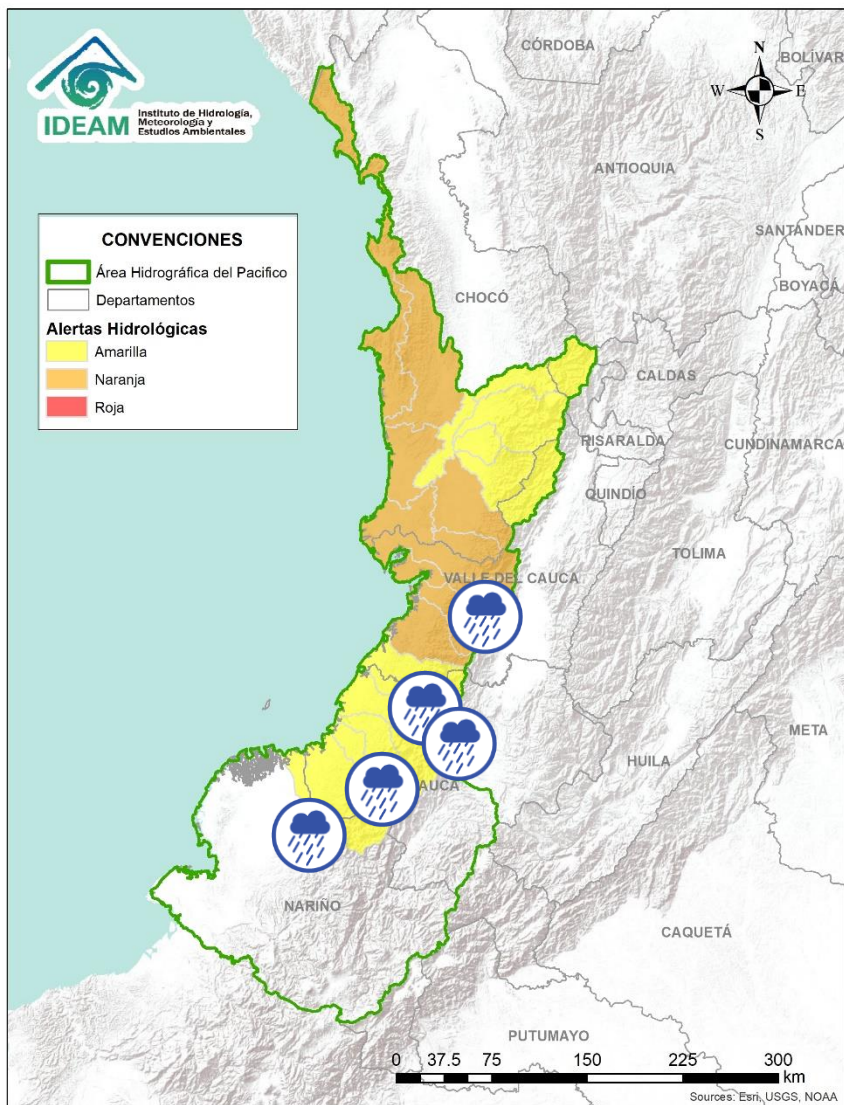 CÓRDOBA
BOLÍVAR
N
W
E
S
IDEAM
Instituto de Hidrología,
Meteorología y
Estudios Ambientales
ANTIOQUIA
SANTANDER
CONVENCIONES
Área Hidrográfica del Pacifico
Departamentos
Alertas Hidrológicas
Amarilla
Naranja
Roja
BOYACÁ
CHOCÓ
CALDAS
RISARALDA
CUNDINAMARCA
QUINDÍO
TOLIMA
VALLE DEL CAUCA
META
HUILA
AUCA
NARIÑO
CAQUETÁ
PUTUMAYO
0 37.5 75 150 225 300
km
Sources: Esri, USGS, NOAA